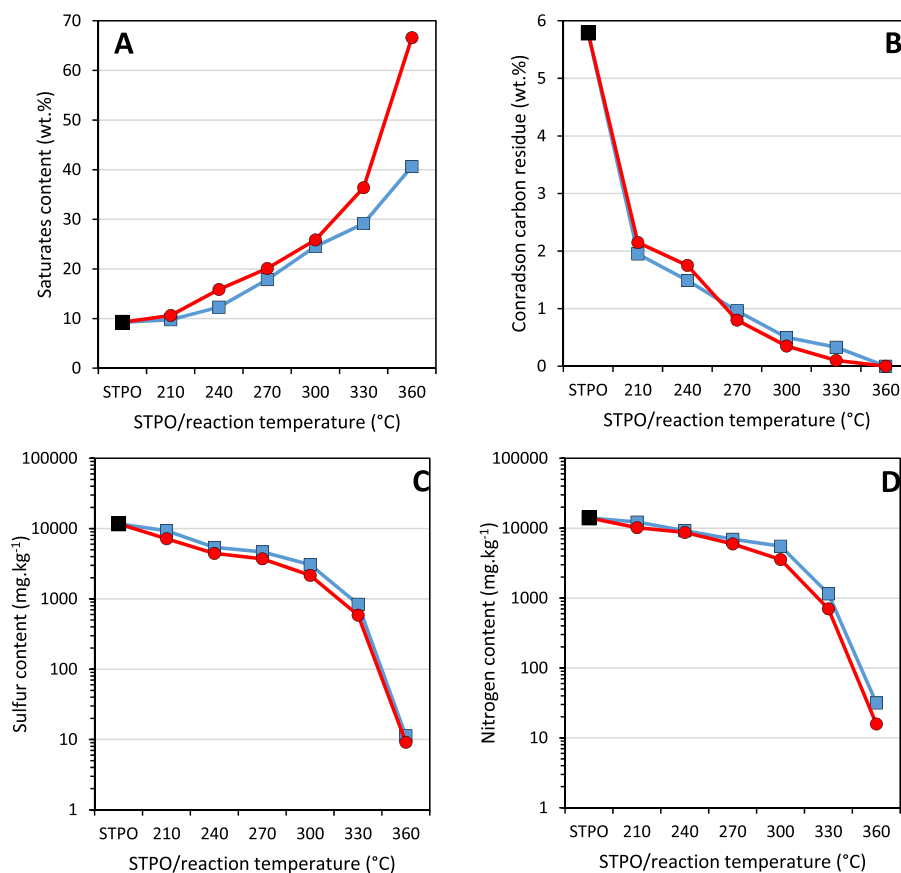 A
Saturates content (wt.%)
70
60
50
40
30
20
10
0
STPO 210 240 270 300 330 360
STPO/reaction temperature (°C)
B
Conradson carbon residue (wt.%)
6
5
4
3
2
1
0
STPO 210 240 270 300 330 360
STPO/reaction temperature (°C)
C
Sulfur content (mg.kg⁻¹)
100000
10000
1000
100
10
1
STPO 210 240 270 300 330 360
STPO/reaction temperature (°C)
D
Nitrogen content (mg.kg⁻¹)
100000
10000
1000
100
10
1
STPO 210 240 270 300 330 360
STPO/reaction temperature (°C)